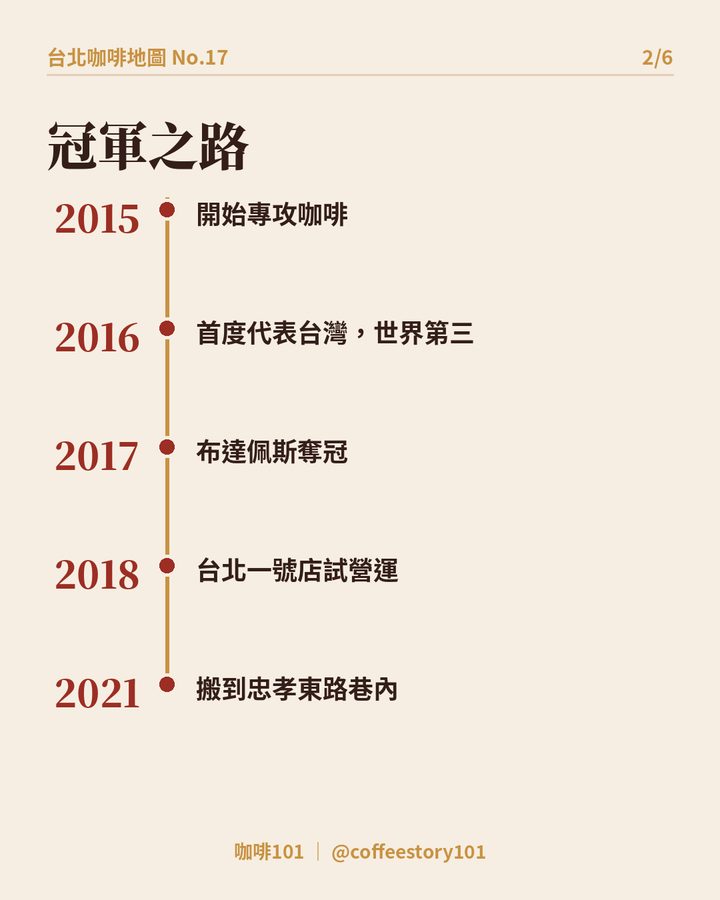 台北咖啡地圖 No.17
2/6
冠軍之路
2015 開始專攻咖啡
2016 首度代表台灣，世界第三
2017 布達佩斯奪冠
2018 台北一號店試營運
2021 搬到忠孝東路巷內
咖啡101｜@coffeestory101